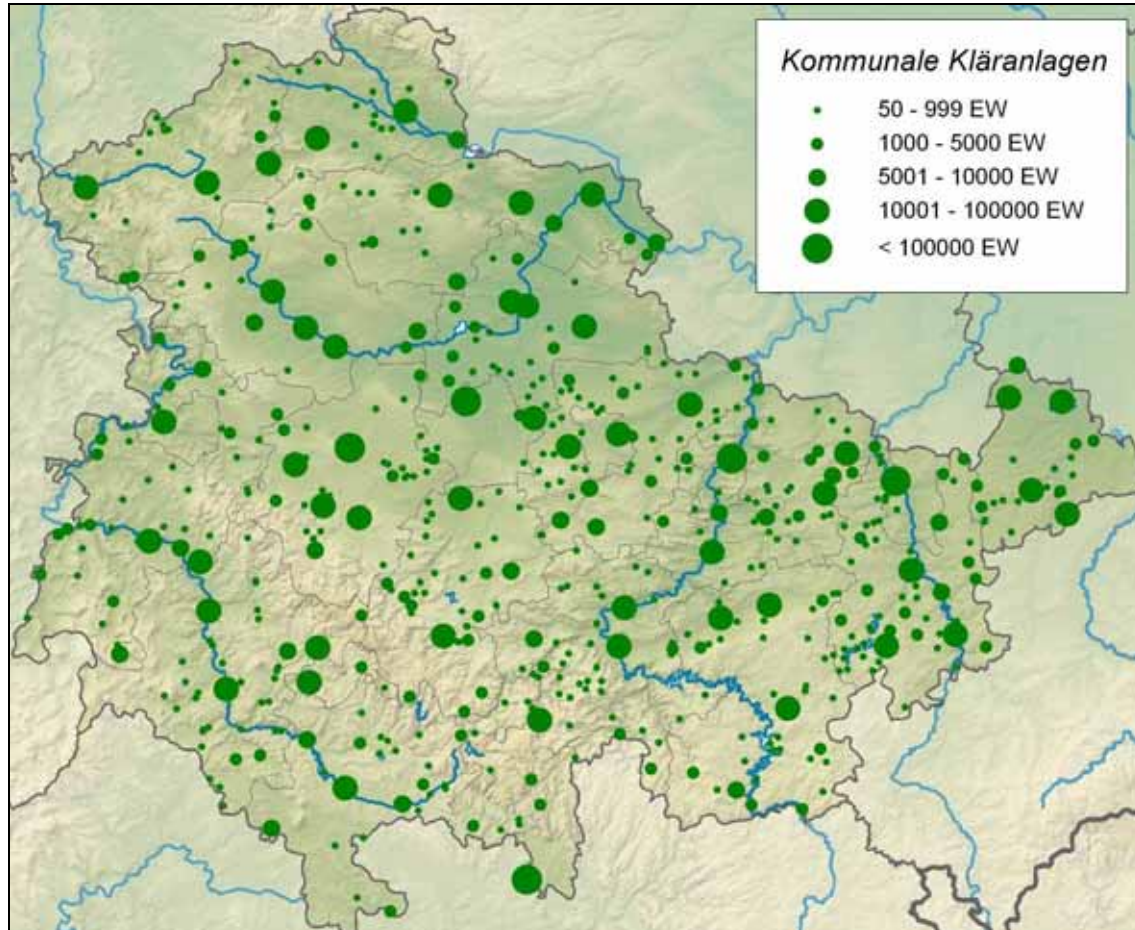 Kommunale Kläranlagen
50 - 999 EW
1000 - 5000 EW
5001 - 10000 EW
10001 - 100000 EW
< 100000 EW